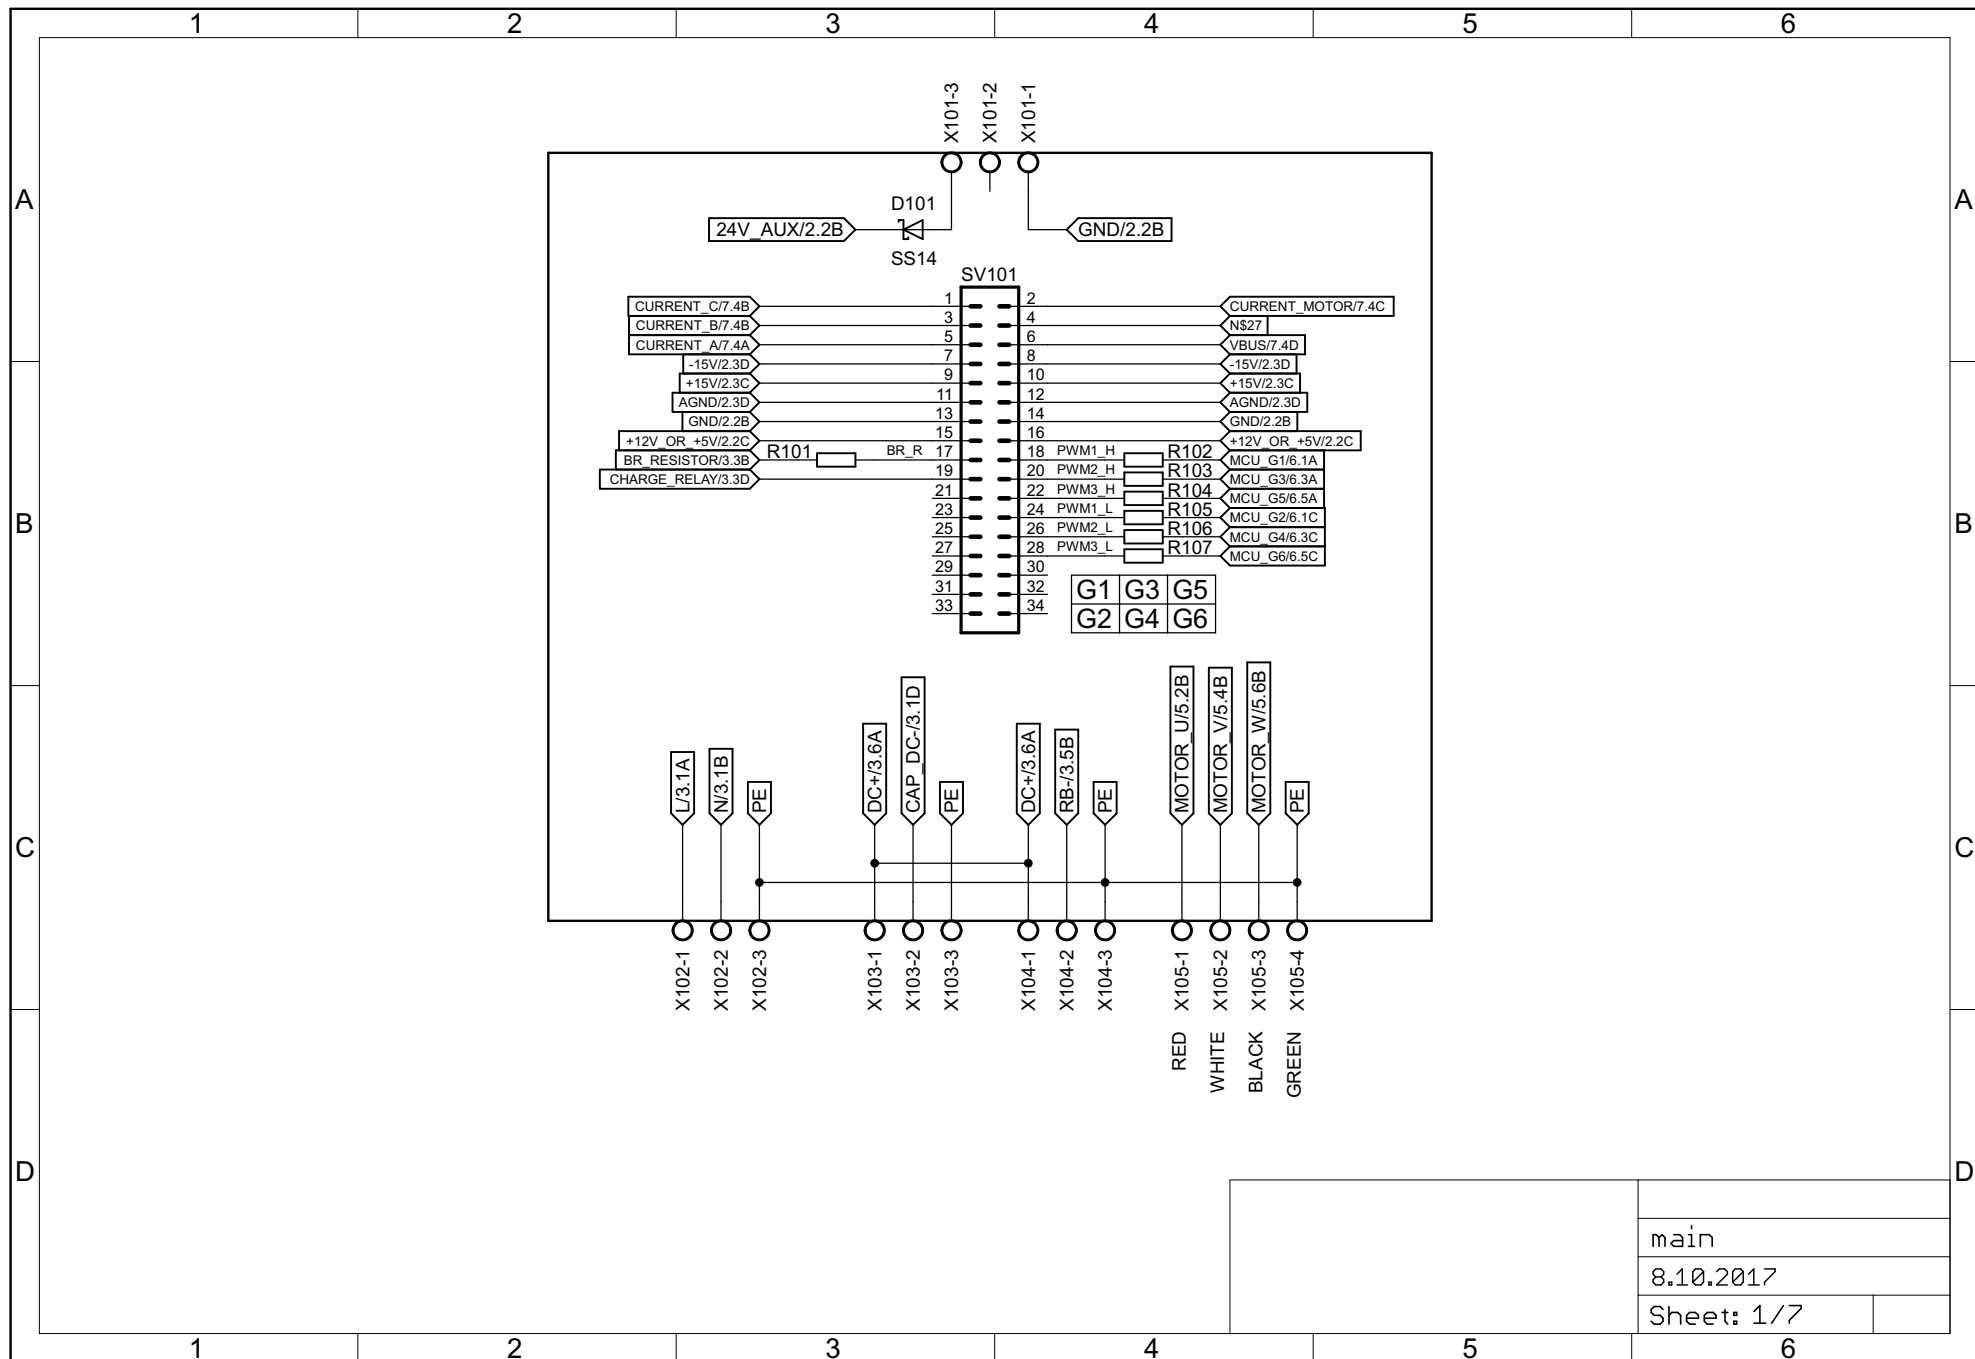 1 2 3 4 5 6
X101-3 X101-2 X101-1
A A
D101
24V_AUX/2.2B GND/2.2B
SS14
SV101
CURRENT_C/7.4B 1 2 CURRENT_MOTOR/7.4C
CURRENT_B/7.4B 3 4 N$27
CURRENT_A/7.4A 5 6 VBUS/7.4D
-15V/2.3D 7 8 -15V/2.3D
+15V/2.3C 9 10 +15V/2.3C
AGND/2.3D 11 12 AGND/2.3D
GND/2.2B 13 14 GND/2.2B
+12V_OR_+5V/2.2C 15 16 +12V_OR_+5V/2.2C
BR_RESISTOR/3.3B R101 BR_R 17 18 PWM1_H R102 MCU_G1/6.1A
CHARGE_RELAY/3.3D 19 20 PWM2_H R103 MCU_G3/6.3A
21 22 PWM3_H R104 MCU_G5/6.5A
23 24 PWM1_L R105 MCU_G2/6.1C
B B
25 26 PWM2_L R106 MCU_G4/6.3C
27 28 PWM3_L R107 MCU_G6/6.5C
29 30
31 32
33 34
G1 G3 G5
G2 G4 G6
L/3.1A N/3.1B PE DC+/3.6A CAP_DC-/3.1D PE DC+/3.6A RB-/3.5B PE MOTOR_U/5.2B MOTOR_V/5.4B MOTOR_W/5.6B PE
C C
X102-1 X102-2 X102-3 X103-1 X103-2 X103-3 X104-1 X104-2 X104-3 X105-1 X105-2 X105-3 X105-4
RED WHITE BLACK GREEN
D D
main
8.10.2017
Sheet: 1/7
1 2 3 4 5 6